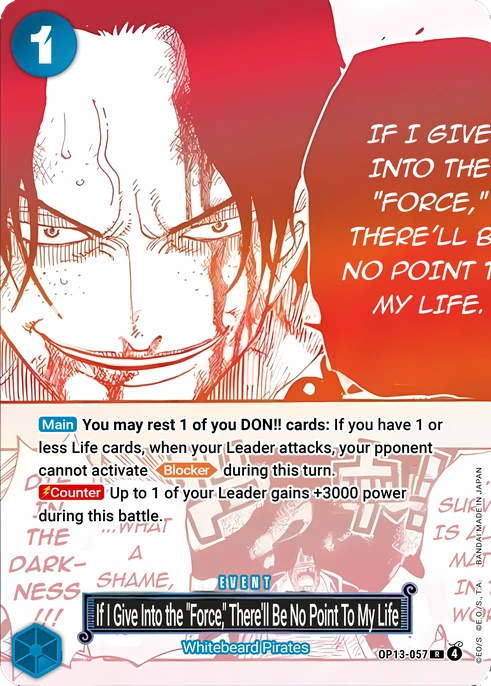 1
IF I GIVE
INTO THE
"FORCE,"
THERE'LL B
NO POINT T
MY LIFE.
Main You may rest 1 of you DON!! cards: If you have 1 or
less Life cards, when your Leader attacks, your pponent
cannot activate Blocker during this turn.
Counter Up to 1 of your Leader gains +3000 power
during this battle.
DIE
IN
THE
DARK-
NESS
!!!
...WHAT
A
SHAME,
SUR
IS A
MA
IN
WOR
EVENT
If I Give Into the "Force," There'll Be No Point To My Life
Whitebeard Pirates
OP13-057 R 4
©E.O/S ©E.O./S., T.A. BANDAI MADE IN JAPAN